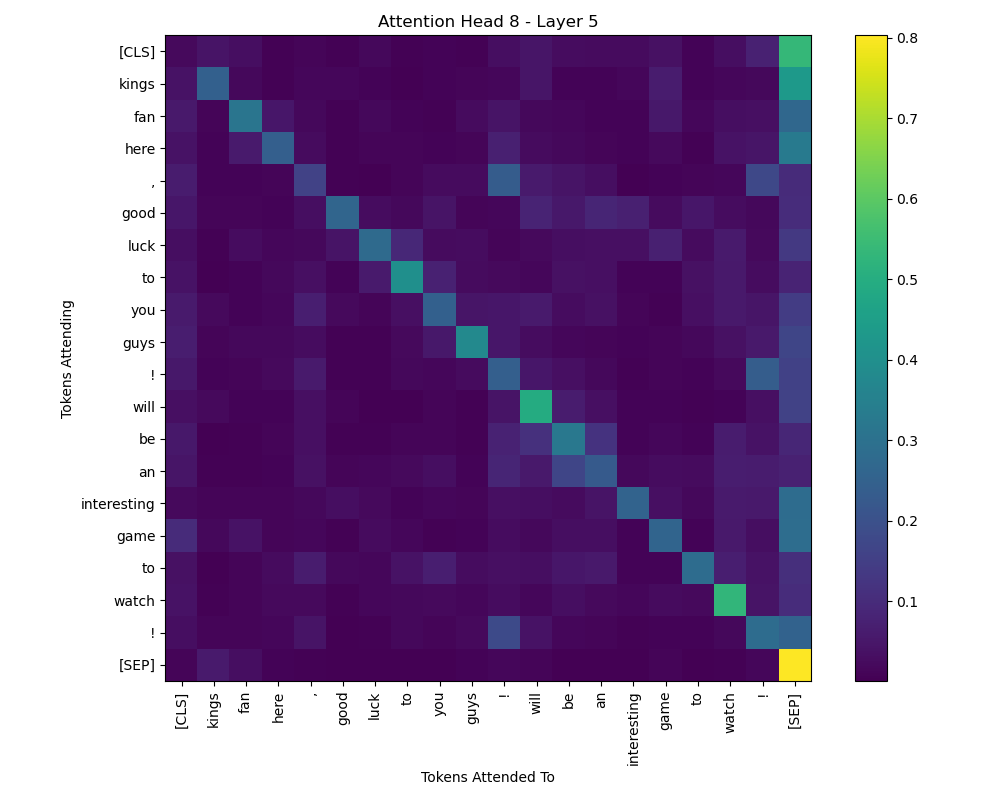 Attention Head 8 - Layer 5
[CLS]
kings
fan
here
,
good
luck
to
you
guys
!
will
be
an
interesting
game
to
watch
!
[SEP]
Tokens Attending
[CLS]
kings
fan
here
,
good
luck
to
you
guys
!
will
be
an
interesting
game
to
watch
!
[SEP]
Tokens Attended To
0.8
0.7
0.6
0.5
0.4
0.3
0.2
0.1